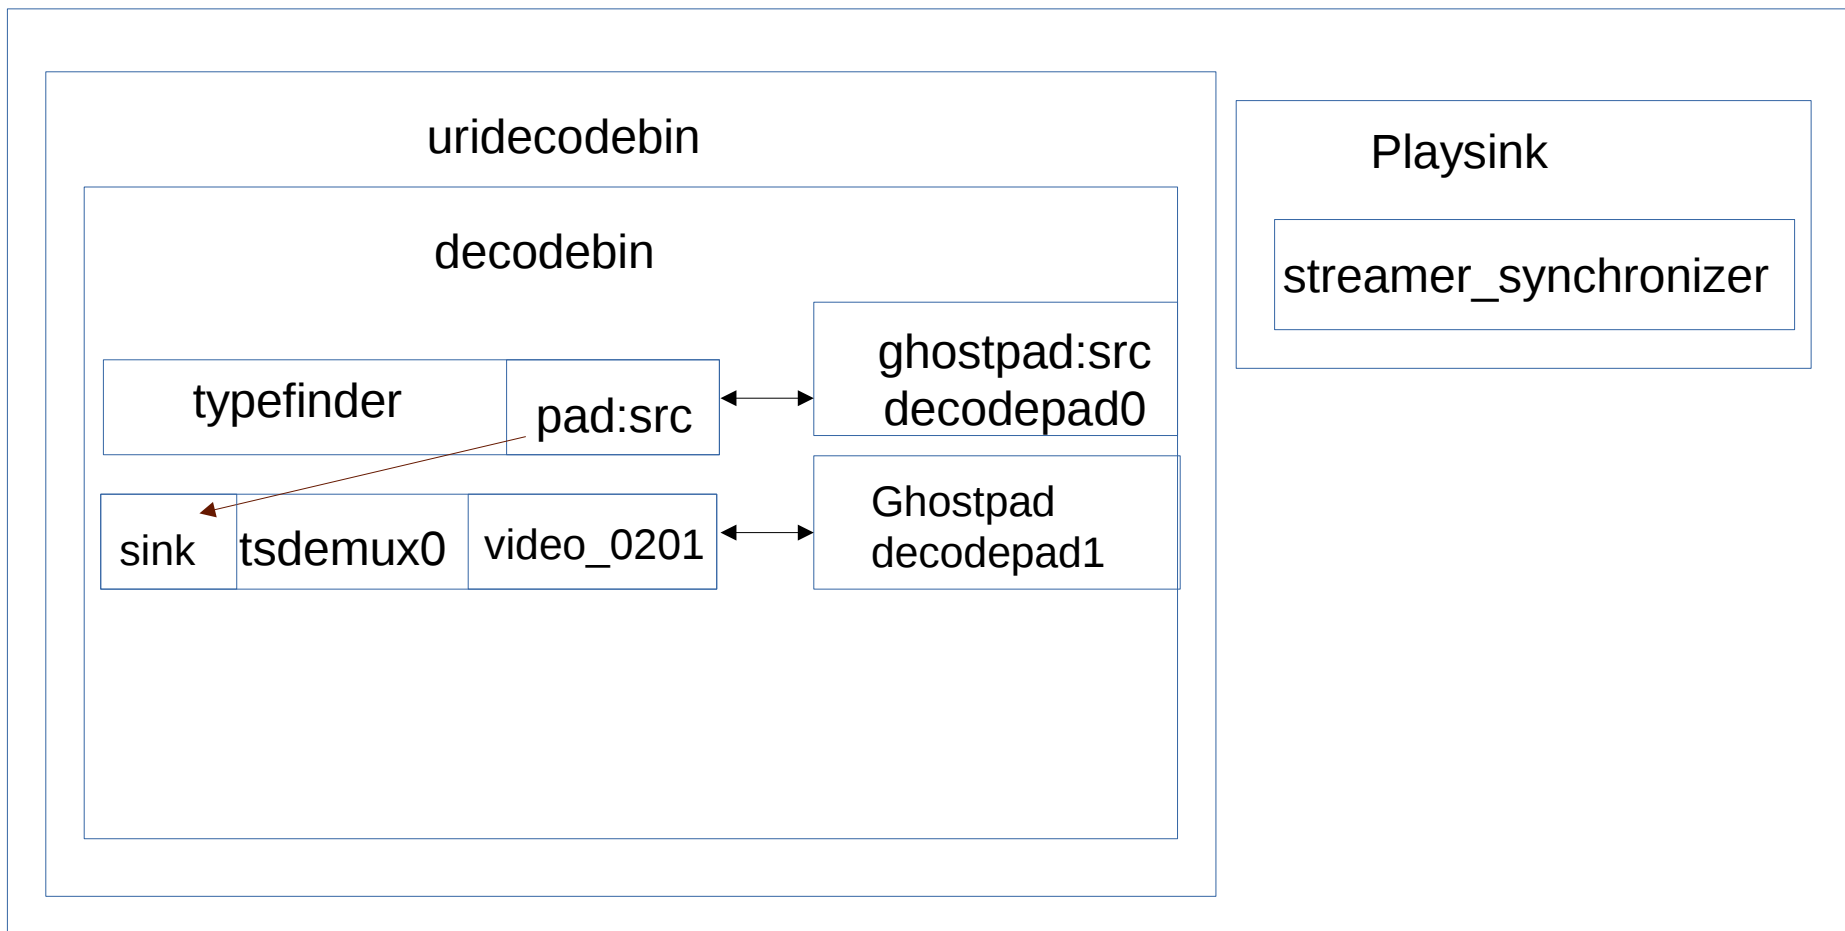 uridecodebin
Playsink
decodebin
streamer_synchronizer
ghostpad:src
decodepad0
typefinder
pad:src
Ghostpad
decodepad1
sink
tsdemux0
video_0201